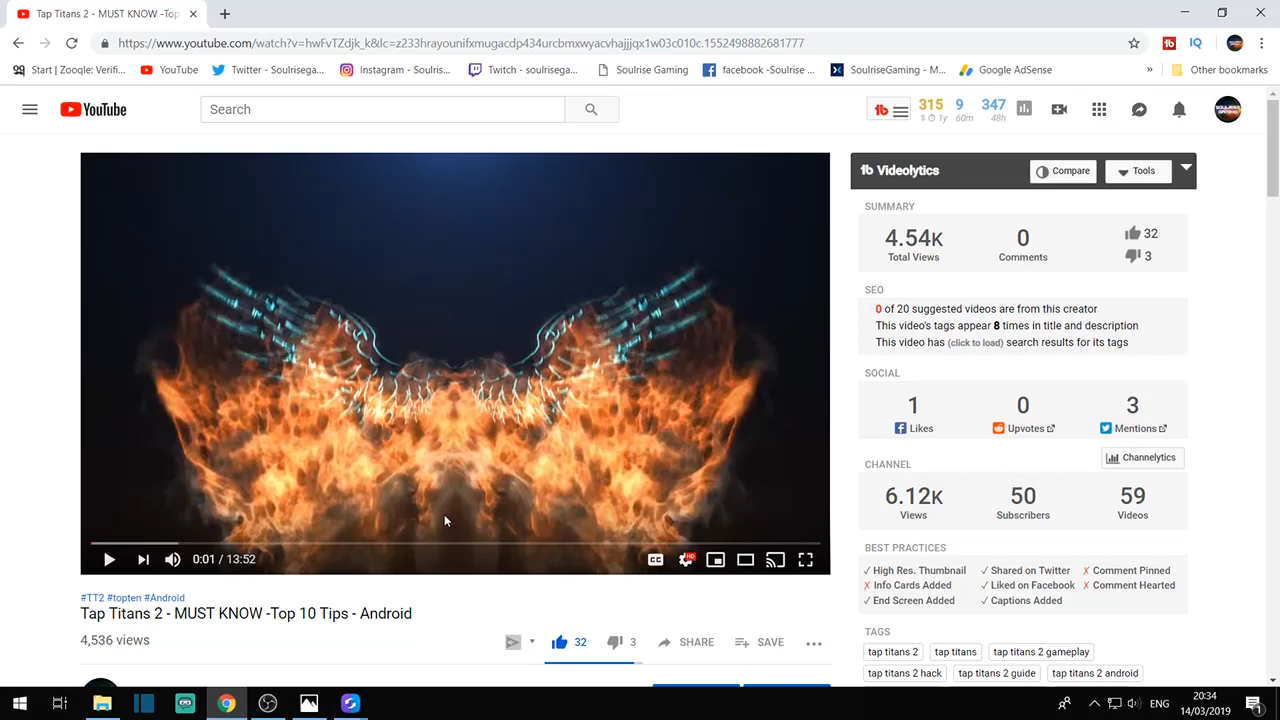 Tap Titans 2 - MUST KNOW -Top
https://www.youtube.com/watch?v=hwFvTZdjk_k&lc=z233hrayounifxmugacdp434urcbmxwyacvhajjjqx1w03c010c.1552498882681777
Start | Zooqle: Verifi... YouTube Twitter - Soulrisega... Instagram - Soulris... Twitch - soulrisega... Soulrise Gaming facebook -Soulrise ... SoulriseGaming - M... Google AdSense » Other bookmarks
YouTube
Search
315 9 347
$ 1y 60m 48h
Videolytics Compare Tools
SUMMARY
4.54K 0 32
Total Views Comments 3
SEO
0 of 20 suggested videos are from this creator
This video's tags appear 8 times in title and description
This video has (click to load) search results for its tags
SOCIAL
1 0 3
Likes Upvotes Mentions
CHANNEL Channelytics
6.12K 50 59
Views Subscribers Videos
BEST PRACTICES
✓ High Res. Thumbnail ✓ Shared on Twitter ✗ Comment Pinned
✗ Info Cards Added ✓ Liked on Facebook ✗ Comment Hearted
✓ End Screen Added ✓ Captions Added
TAGS
tap titans 2 tap titans tap titans 2 gameplay
tap titans 2 hack tap titans 2 guide tap titans 2 android
0:01 / 13:52 CC HD
#TT2 #topten #Android
Tap Titans 2 - MUST KNOW -Top 10 Tips - Android
4,536 views 32 3 SHARE SAVE
ENG 20:34
14/03/2019
1